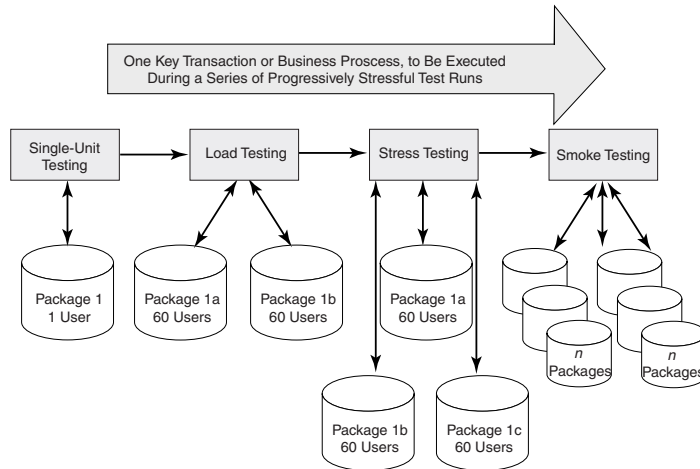 One Key Transaction or Business Proscess, to Be Executed
During a Series of Progressively Stressful Test Runs
Single-Unit
Testing
Load Testing
Stress Testing
Smoke Testing
Package 1
1 User
Package 1a
60 Users
Package 1b
60 Users
Package 1a
60 Users
n
Packages
n
Packages
Package 1b
60 Users
Package 1c
60 Users